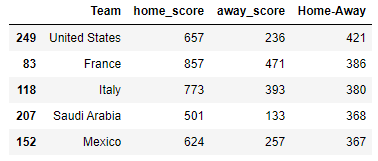 Team home_score away_score Home-Away
249 United States 657 236 421
83 France 857 471 386
118 Italy 773 393 380
207 Saudi Arabia 501 133 368
152 Mexico 624 257 367